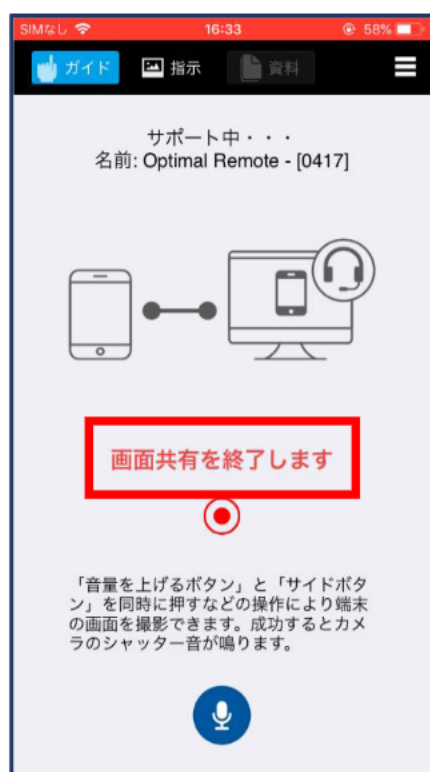 SIMなし 16:33 58%
ガイド 指示 資料
サポート中・・・
名前: Optimal Remote - [0417]
画面共有を終了します
「音量を上げるボタン」と「サイドボタ
ン」を同時に押すなどの操作により端末
の画面を撮影できます。成功するとカメ
ラのシャッター音が鳴ります。